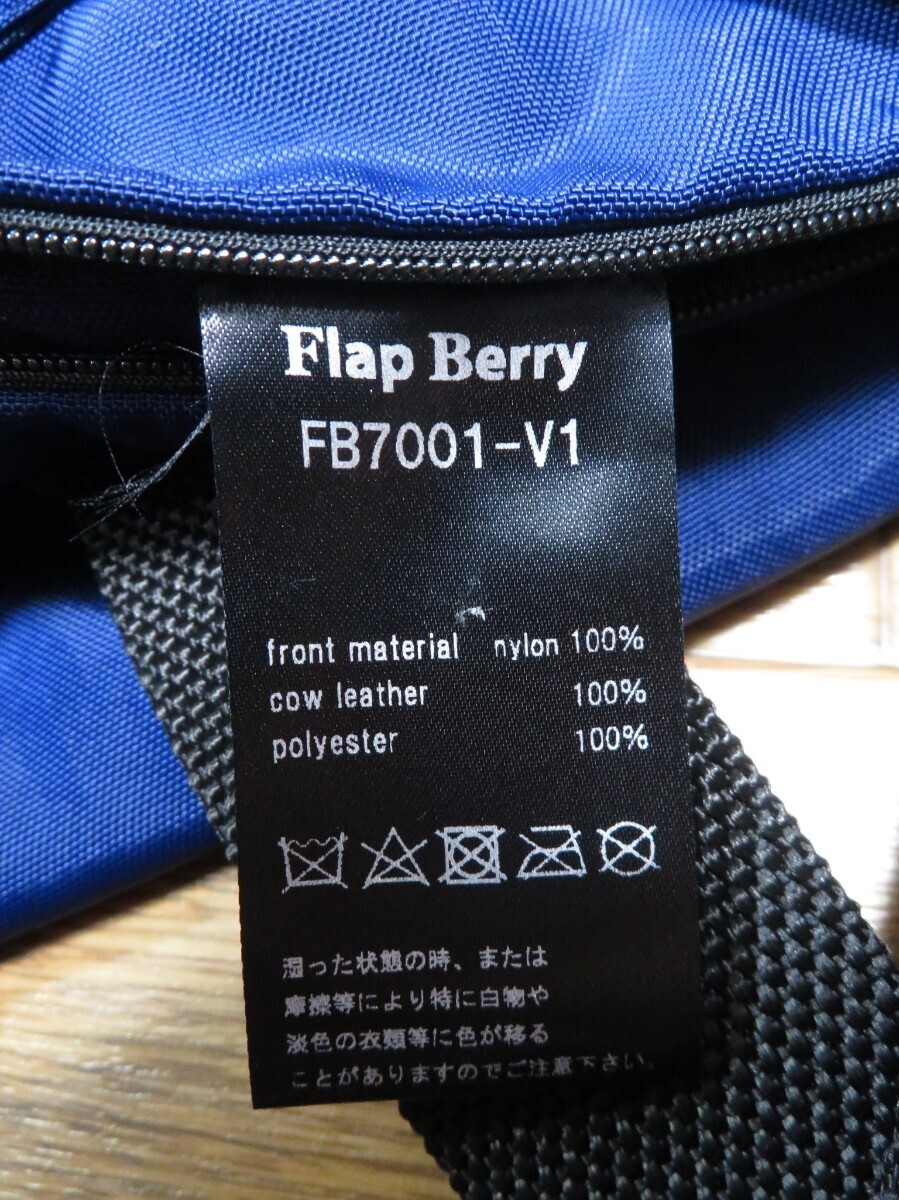 Flap Berry
FB7001-V1
front material nylon 100%
cow leather 100%
polyester 100%
湿った状態の時、または
摩擦等により特に白物や
淡色の衣類等に色が移る
ことがありますのでご注意下さい。